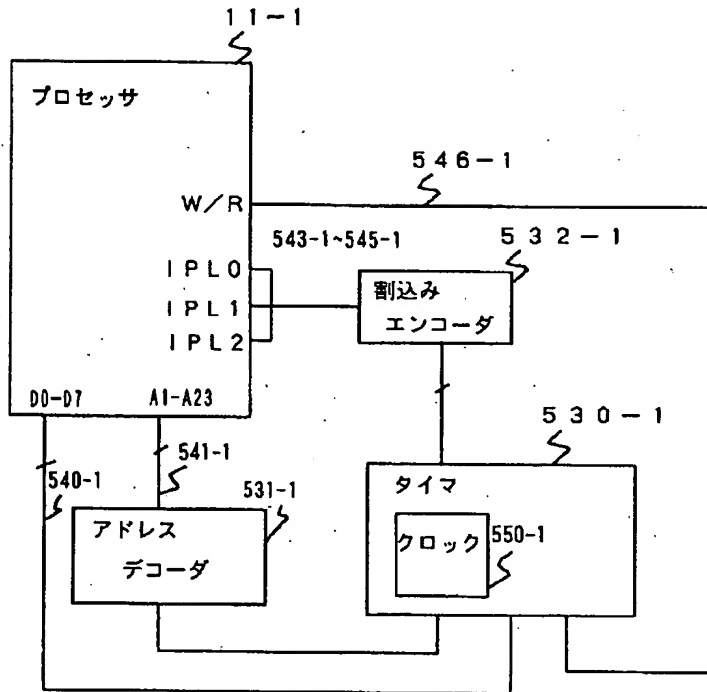 11-1
プロセッサ
546-1
W/R
543-1~545-1
532-1
IPL0
IPL1
IPL2
割込み
エンコーダ
D0-D7
A1-A23
530-1
540-1
541-1
531-1
タイマ
アドレス
デコーダ
クロック
550-1